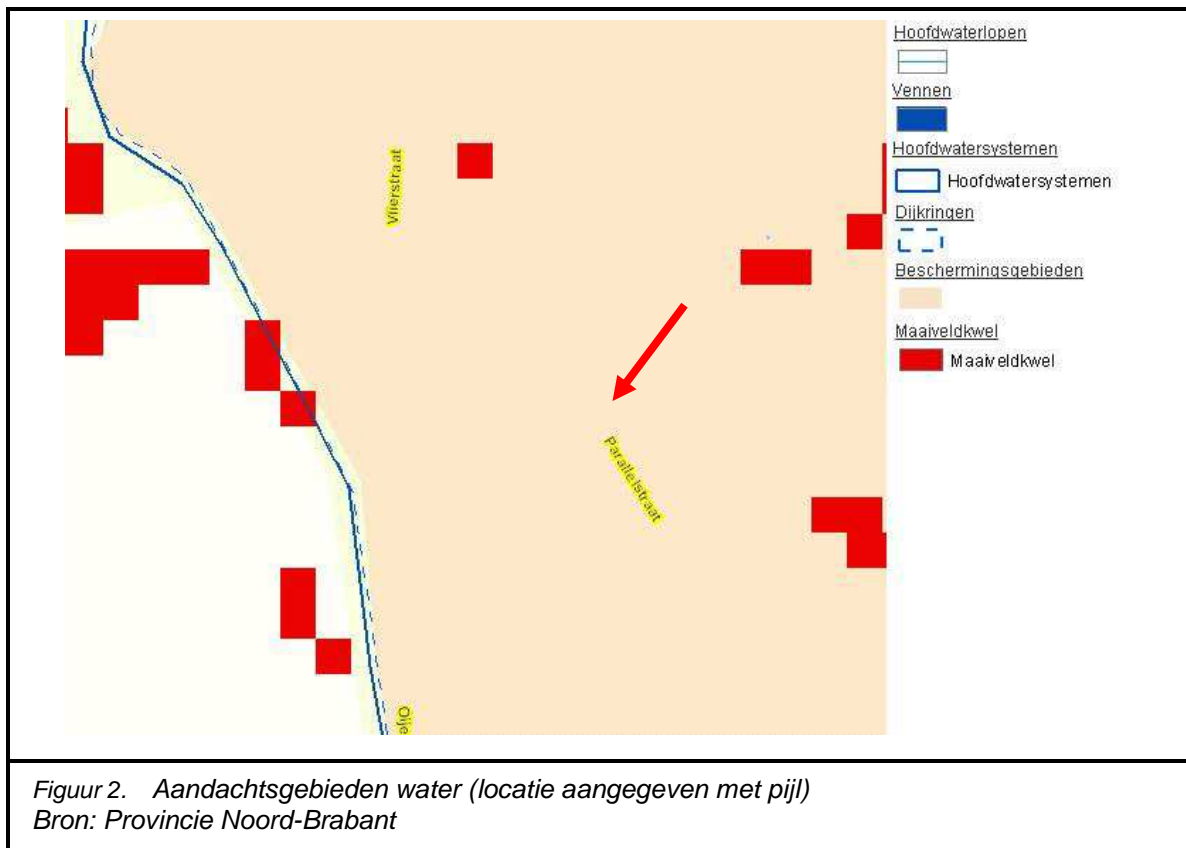 Hoofdwaterlopen
Vennen
Hoofdwatersystemen
Hoofdwatersystemen
Dijkringen
Beschermingsgebieden
Maaiveldkwel
Maaiveldkwel
Vlierstraat
Parallelstraat
Oije
Figuur 2. Aandachtsgebieden water (locatie aangegeven met pijl)
Bron: Provincie Noord-Brabant